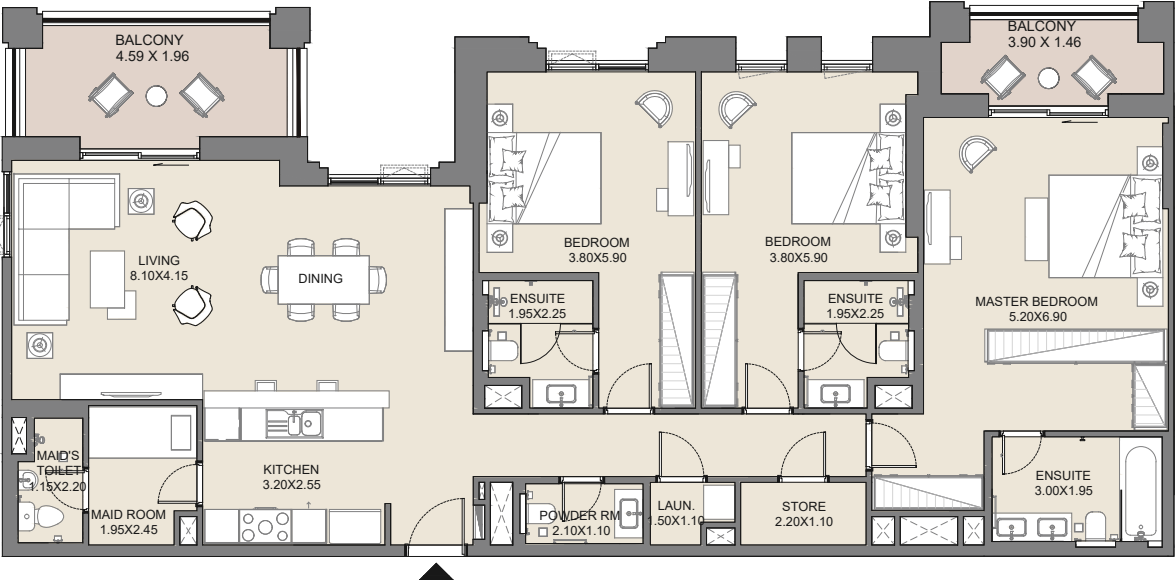 BALCONY
4.59 X 1.96
BALCONY
3.90 X 1.46
LIVING
8.10X4.15
DINING
BEDROOM
3.80X5.90
BEDROOM
3.80X5.90
ENSUITE
1.95X2.25
ENSUITE
1.95X2.25
MASTER BEDROOM
5.20X6.90
MAID'S
TOILET
1.15X2.20
MAID ROOM
1.95X2.45
KITCHEN
3.20X2.55
POWDER RM
2.10X1.10
LAUN.
1.50X1.10
STORE
2.20X1.10
ENSUITE
3.00X1.95